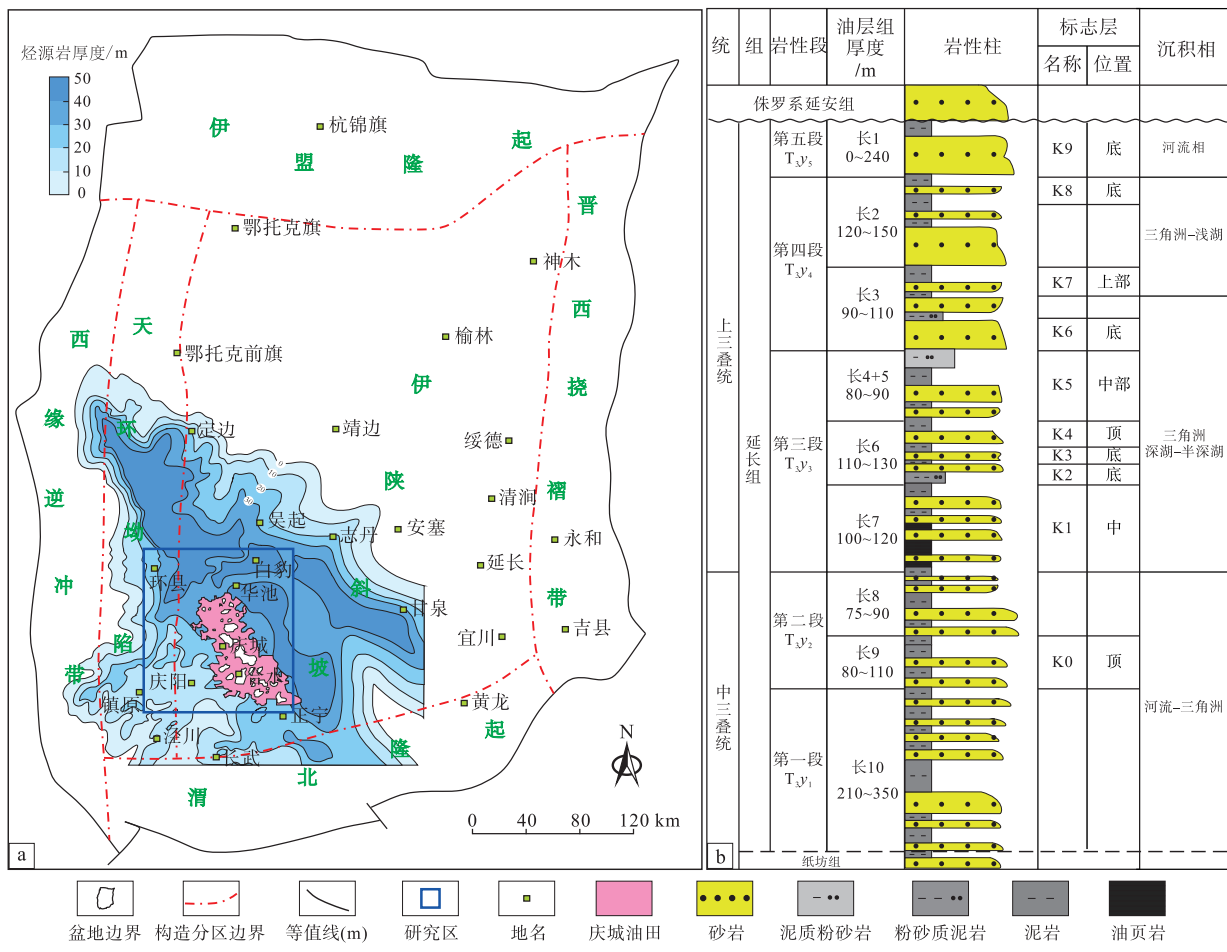 烃源岩厚度/m
50
40
30
20
10
0
伊
盟
隆
起
杭锦旗
鄂托克旗
神木
晋
西
挠
褶
带
西
缘
逆
冲
带
天
环
坳
陷
鄂托克前旗
榆林
伊
陕
斜
坡
定边
靖边
绥德
0
10
20
30
吴起
志丹
安塞
清涧
延长
永和
环县
白豹
华池
甘泉
宜川
吉县
庆城
合水
庆阳
镇原
正宁
黄龙
泾川
长武
渭
北
隆
起
N
0 40 80 120 km
a
统
组
岩性段
油层组
厚度
/m
岩性柱
标志层
名称
位置
沉积相
侏罗系延安组
上三叠统
中三叠统
延长组
第五段
T₃y₅
长1
0~240
K9
底
河流相
第四段
T₃y₄
长2
120~150
K8
底
三角洲–浅湖
长3
90~110
K7
上部
K6
底
第三段
T₃y₃
长4+5
80~90
K5
中部
长6
110~130
K4
顶
K3
底
K2
底
三角洲
深湖–半深湖
长7
100~120
K1
中
第二段
T₃y₂
长8
75~90
长9
80~110
K0
顶
河流–三角洲
第一段
T₃y₁
长10
210~350
纸坊组
b
盆地边界
构造分区边界
等值线(m)
研究区
地名
庆城油田
砂岩
泥质粉砂岩
粉砂质泥岩
泥岩
油页岩